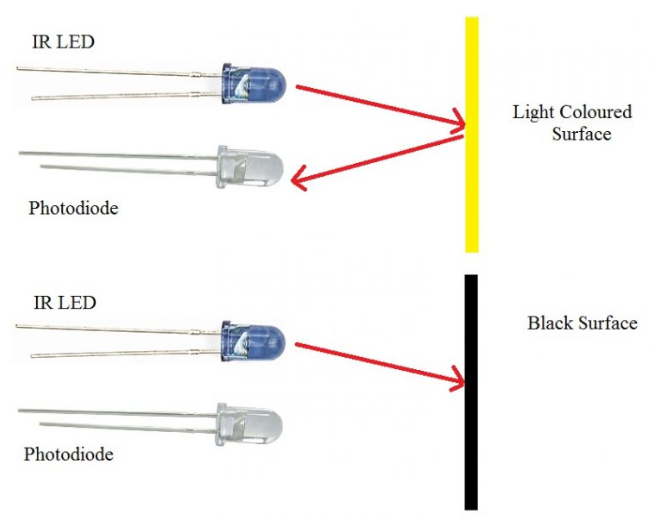 IR LED
Light Coloured
Surface
Photodiode
IR LED
Black Surface
Photodiode